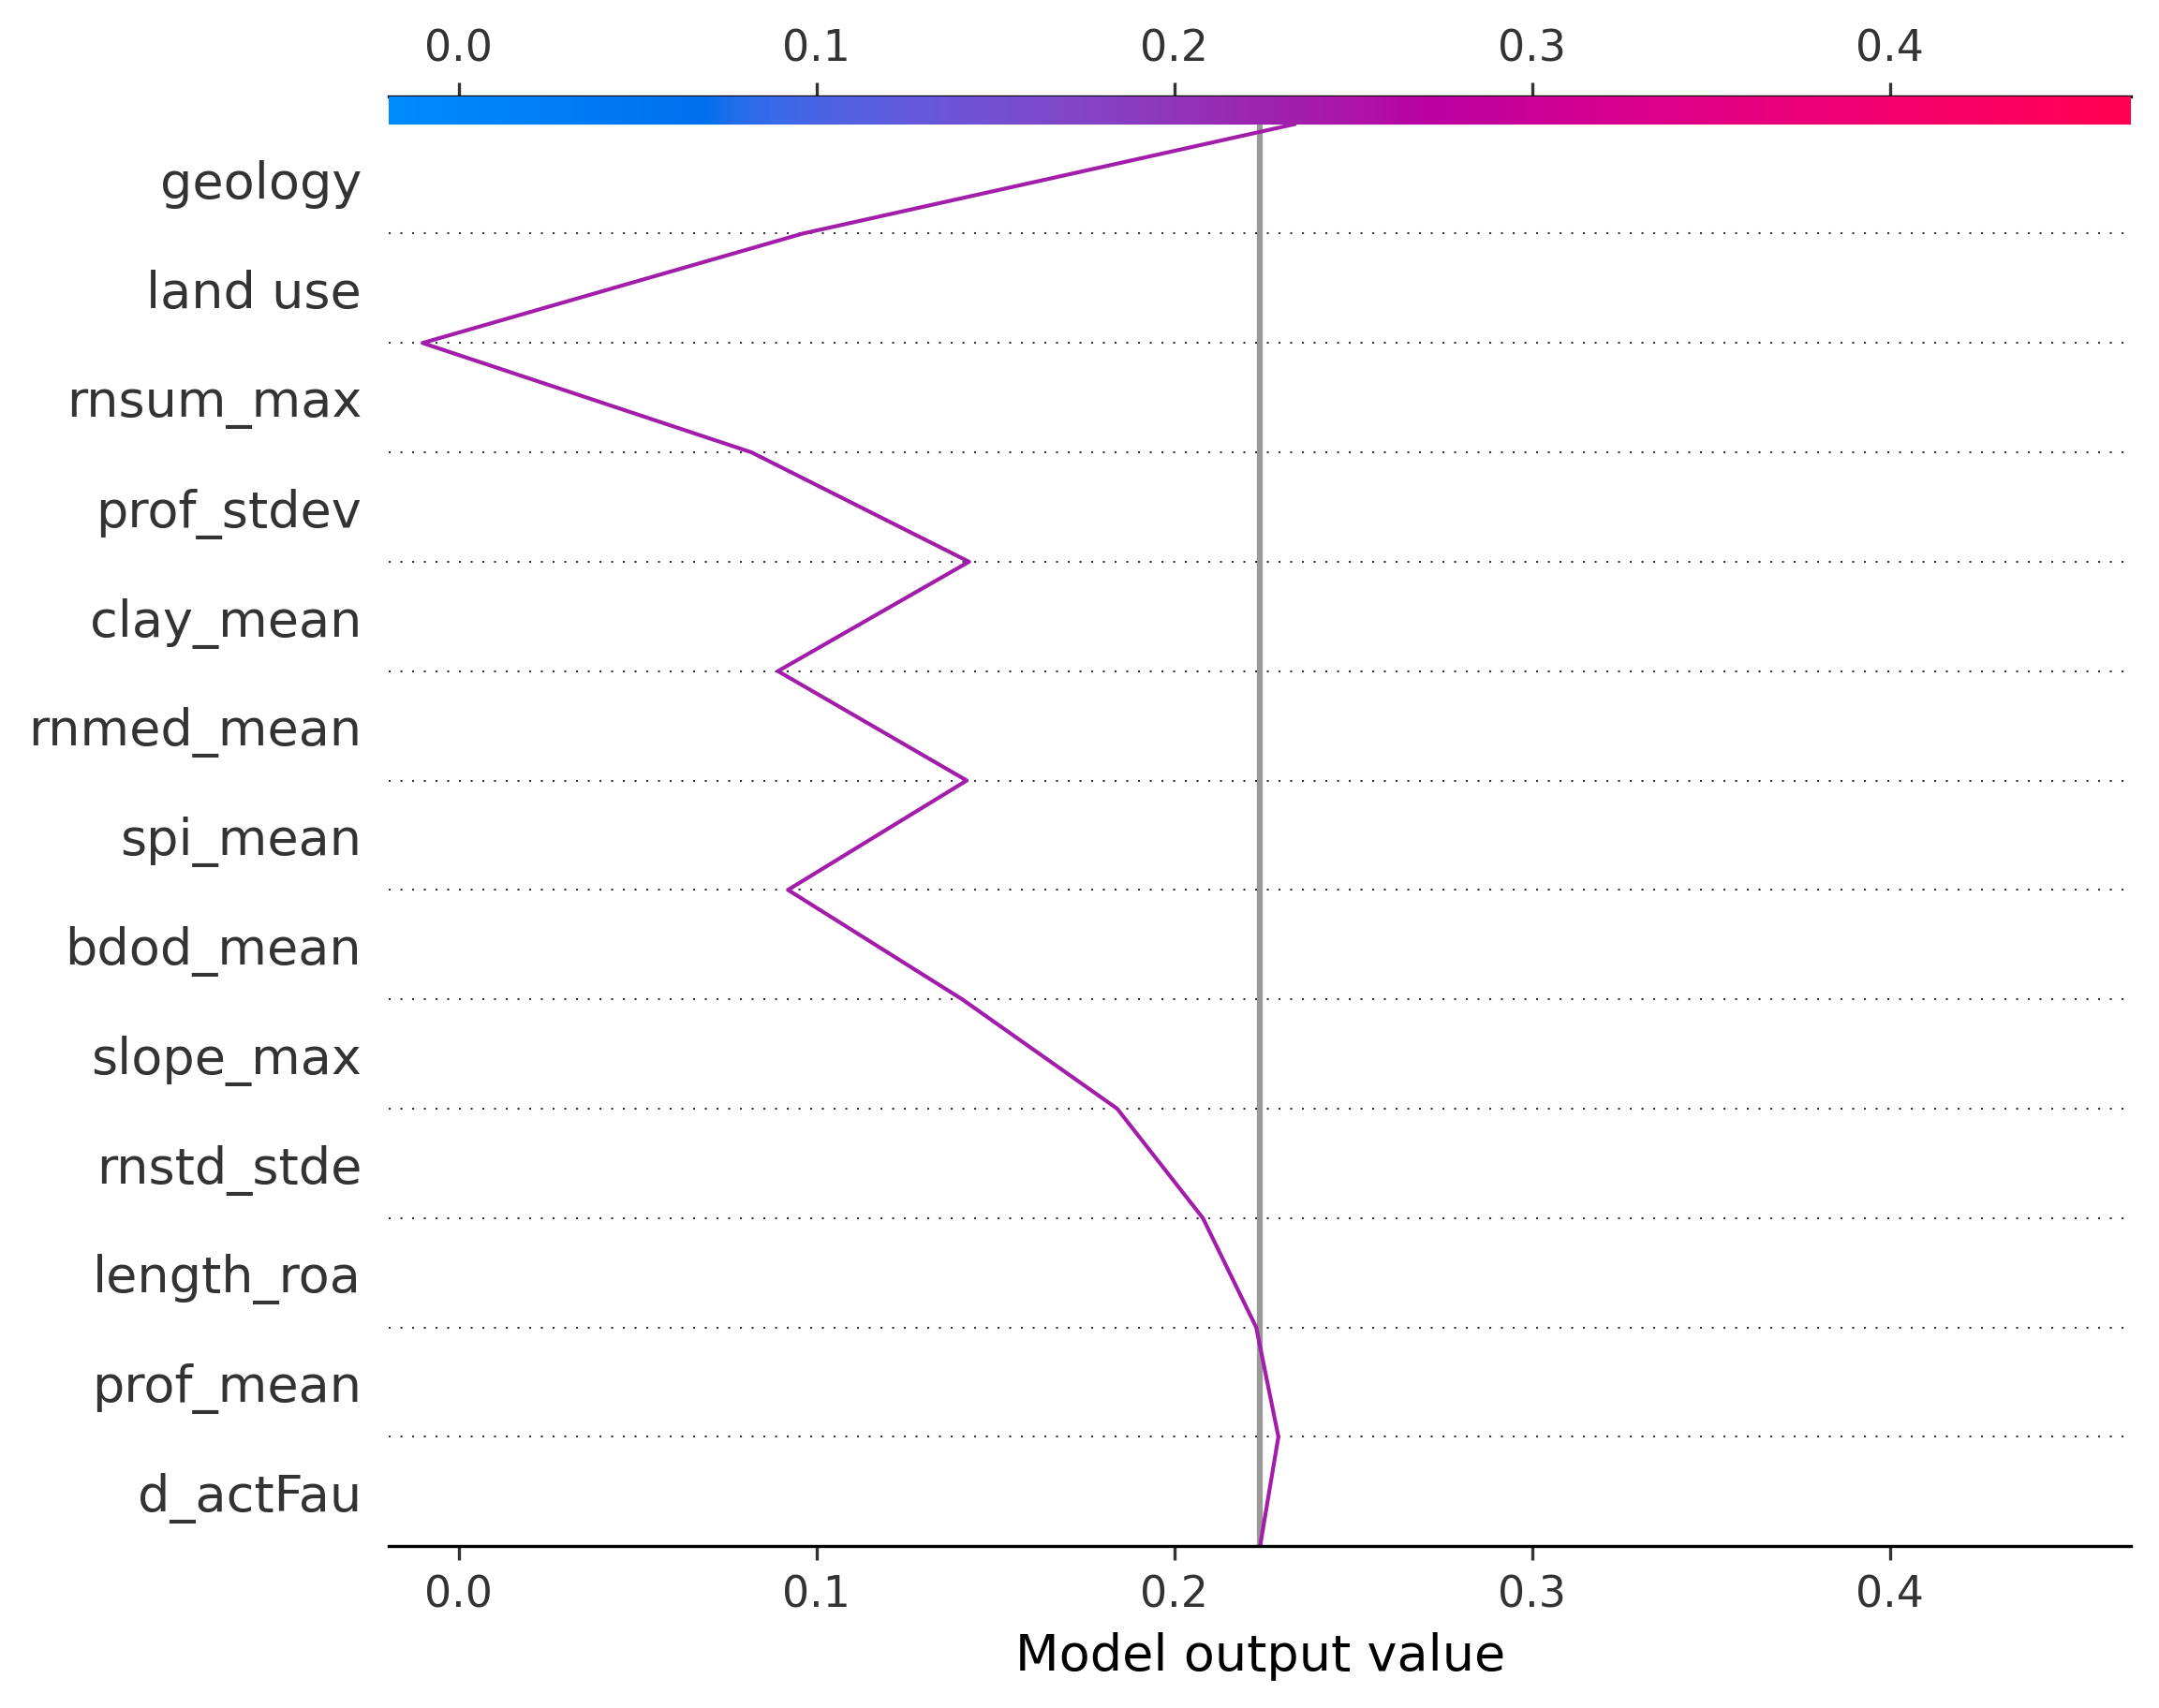 0.0 0.1 0.2 0.3 0.4
geology
land use
rnsum_max
prof_stdev
clay_mean
rnmed_mean
spi_mean
bdod_mean
slope_max
rnstd_stde
length_roa
prof_mean
d_actFau
0.0 0.1 0.2 0.3 0.4
Model output value